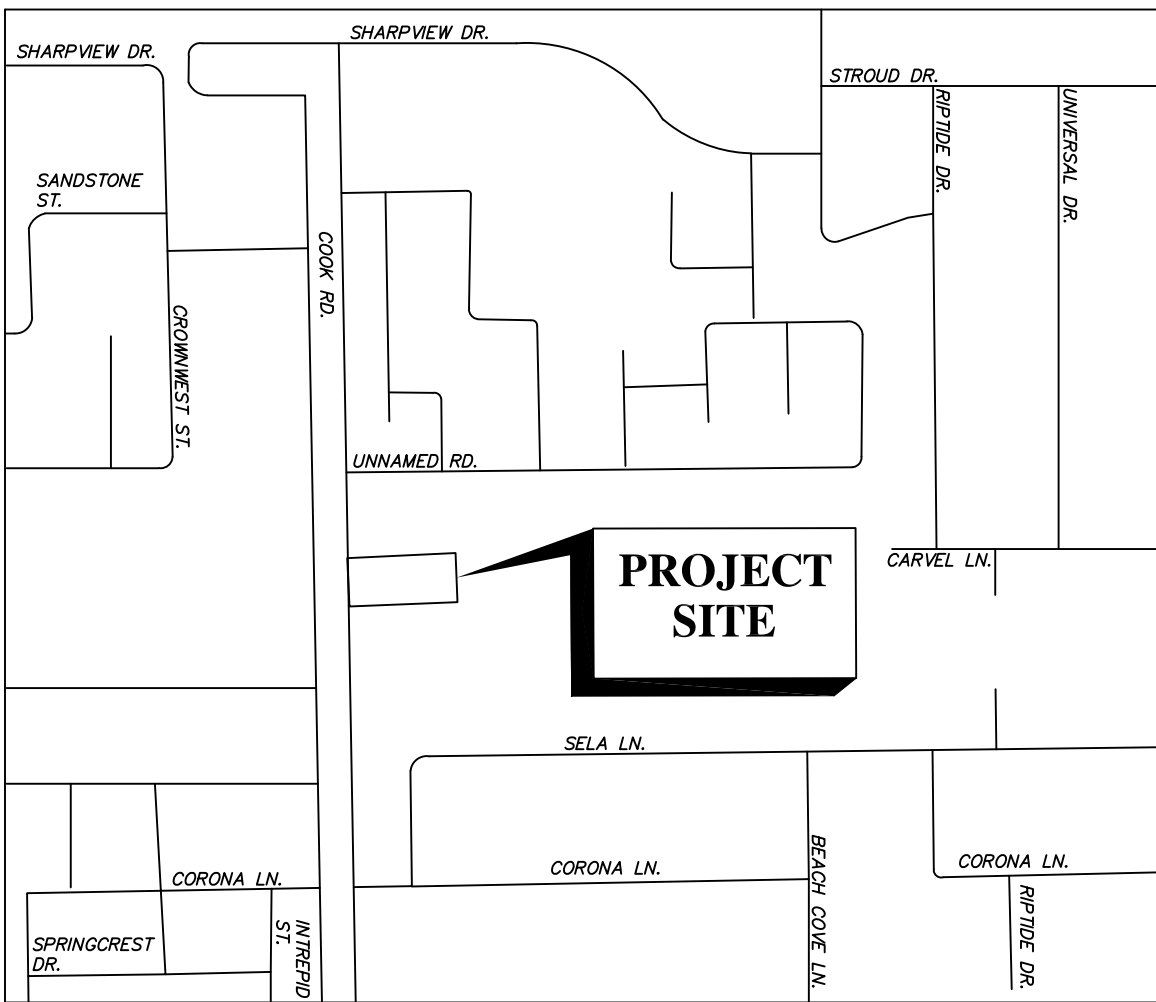 SHARPVIEW DR.
SHARPVIEW DR.
STROUD DR.
RIPTIDE DR.
UNIVERSAL DR.
SANDSTONE
ST.
COOK RD.
CROWNWEST ST.
UNNAMED RD.
PROJECT
SITE
CARVEL LN.
SELA LN.
CORONA LN.
CORONA LN.
CORONA LN.
BEACH COVE LN.
RIPTIDE DR.
INTREPID
ST.
SPRINGCREST
DR.